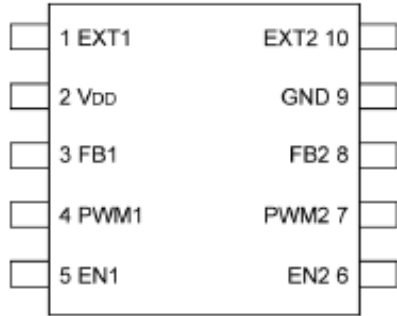 1 EXT1 EXT2 10
2 VDD GND 9
3 FB1 FB2 8
4 PWM1 PWM2 7
5 EN1 EN2 6